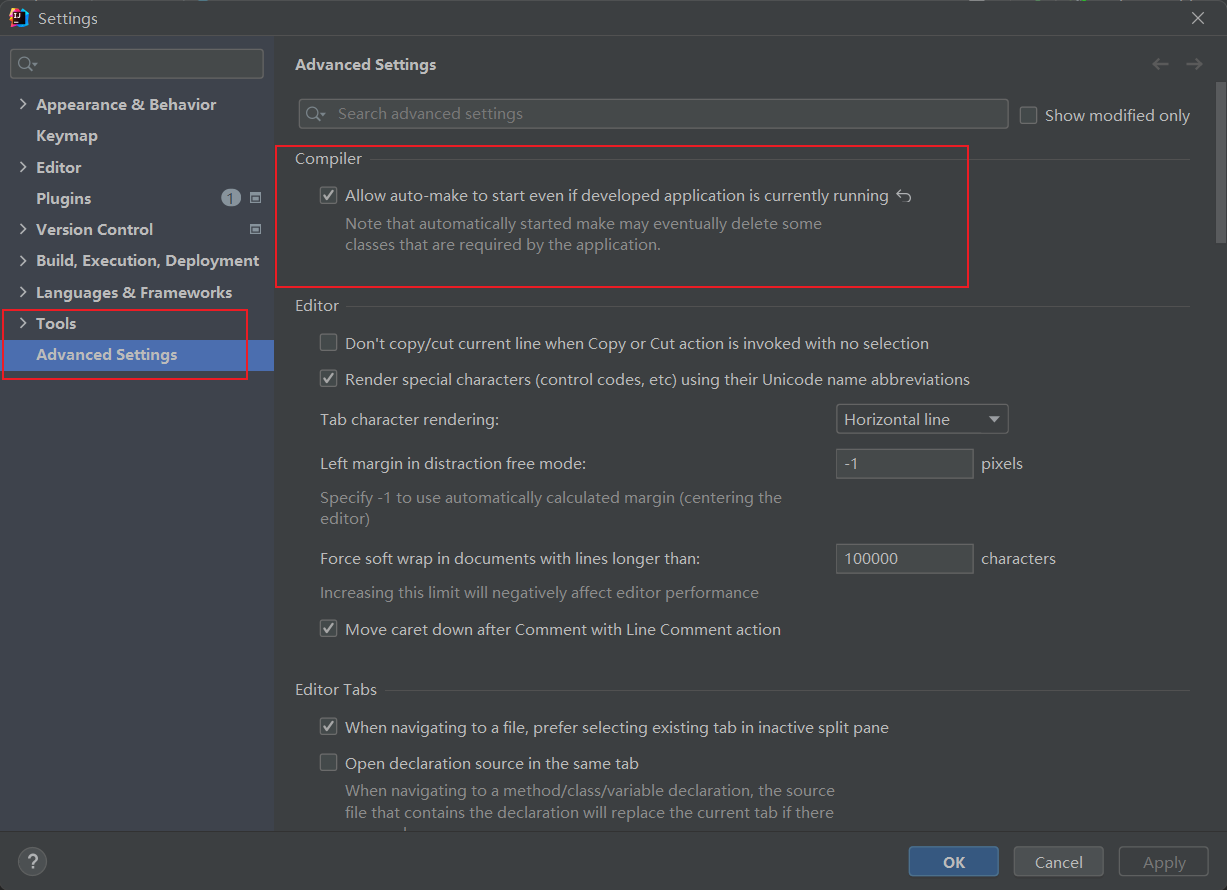 Settings
Appearance & Behavior
Keymap
Editor
Plugins 1
Version Control
Build, Execution, Deployment
Languages & Frameworks
Tools
Advanced Settings
Advanced Settings
Search advanced settings
Show modified only
Compiler
Allow auto-make to start even if developed application is currently running
Note that automatically started make may eventually delete some
classes that are required by the application.
Editor
Don't copy/cut current line when Copy or Cut action is invoked with no selection
Render special characters (control codes, etc) using their Unicode name abbreviations
Tab character rendering: Horizontal line
Left margin in distraction free mode: -1 pixels
Specify -1 to use automatically calculated margin (centering the
editor)
Force soft wrap in documents with lines longer than: 100000 characters
Increasing this limit will negatively affect editor performance
Move caret down after Comment with Line Comment action
Editor Tabs
When navigating to a file, prefer selecting existing tab in inactive split pane
Open declaration source in the same tab
When navigating to a method/class/variable declaration, the source
file that contains the declaration will replace the current tab if there
? OK Cancel Apply